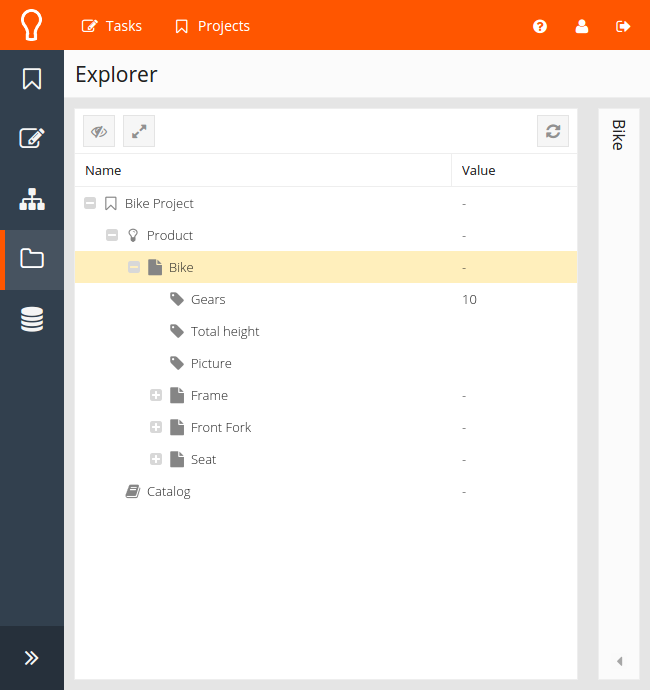 Tasks Projects
Explorer
Bike
Name Value
Bike Project -
Product -
Bike -
Gears 10
Total height
Picture
Frame -
Front Fork -
Seat -
Catalog -